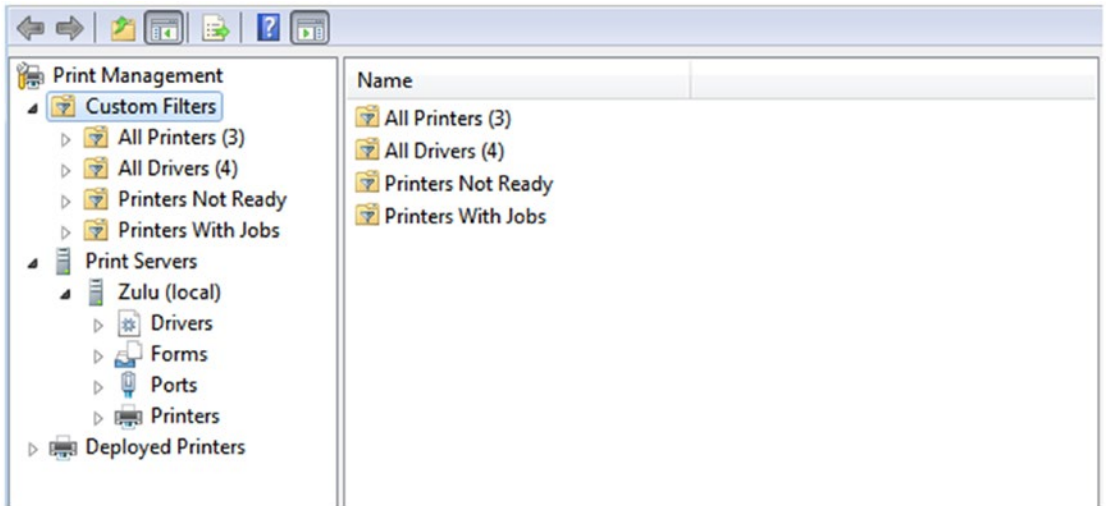 Print Management
Custom Filters
All Printers (3)
All Drivers (4)
Printers Not Ready
Printers With Jobs
Print Servers
Zulu (local)
Drivers
Forms
Ports
Printers
Deployed Printers
Name
All Printers (3)
All Drivers (4)
Printers Not Ready
Printers With Jobs